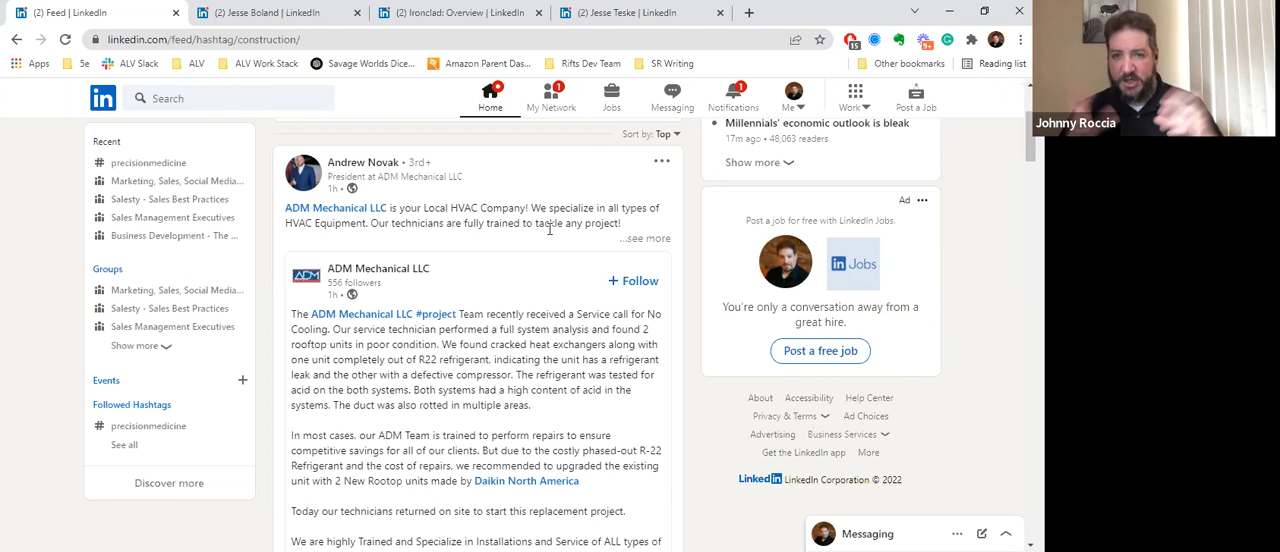 (2) Feed | LinkedIn
(2) Jesse Boland | LinkedIn
(2) Ironclad: Overview | LinkedIn
(2) Jesse Teske | LinkedIn
linkedin.com/feed/hashtag/construction/
15
9+
Apps
5e
ALV Slack
ALV
ALV Work Stack
Savage Worlds Dice...
Amazon Parent Das...
Rifts Dev Team
SR Writing
Other bookmarks
Reading list
in
Search
Home
1
My Network
Jobs
Messaging
1
Notifications
Me
Work
Post a Job
Johnny Roccia
Recent
# precisionmedicine
Marketing, Sales, Social Media...
Salesty - Sales Best Practices
Sales Management Executives
Business Development - The ...
Groups
Marketing, Sales, Social Media...
Salesty - Sales Best Practices
Sales Management Executives
Show more
Events
Followed Hashtags
# precisionmedicine
See all
Discover more
Sort by: Top
Andrew Novak • 3rd+
President at ADM Mechanical LLC
1h •
ADM Mechanical LLC is your Local HVAC Company! We specialize in all types of
HVAC Equipment. Our technicians are fully trained to tackle any project!
...see more
ADM
ADM Mechanical LLC
556 followers
1h •
+ Follow
The ADM Mechanical LLC #project Team recently received a Service call for No
Cooling. Our service technician performed a full system analysis and found 2
rooftop units in poor condition. We found cracked heat exchangers along with
one unit completely out of R22 refrigerant, indicating the unit has a refrigerant
leak and the other with a defective compressor. The refrigerant was tested for
acid on the both systems. Both systems had a high content of acid in the
systems. The duct was also rotted in multiple areas.
In most cases, our ADM Team is trained to perform repairs to ensure
competitive savings for all of our clients. But due to the costly phased-out R-22
Refrigerant and the cost of repairs, we recommended to upgraded the existing
unit with 2 New Rootop units made by Daikin North America
Today our technicians returned on site to start this replacement project.
We are highly Trained and Specialize in Installations and Service of ALL types of
Millennials' economic outlook is bleak
17m ago • 48,063 readers
Show more
Ad
Post a job for free with LinkedIn Jobs.
in Jobs
You're only a conversation away from a
great hire.
Post a free job
About
Accessibility
Help Center
Privacy & Terms
Ad Choices
Advertising
Business Services
Get the LinkedIn app
More
LinkedIn LinkedIn Corporation © 2022
Messaging